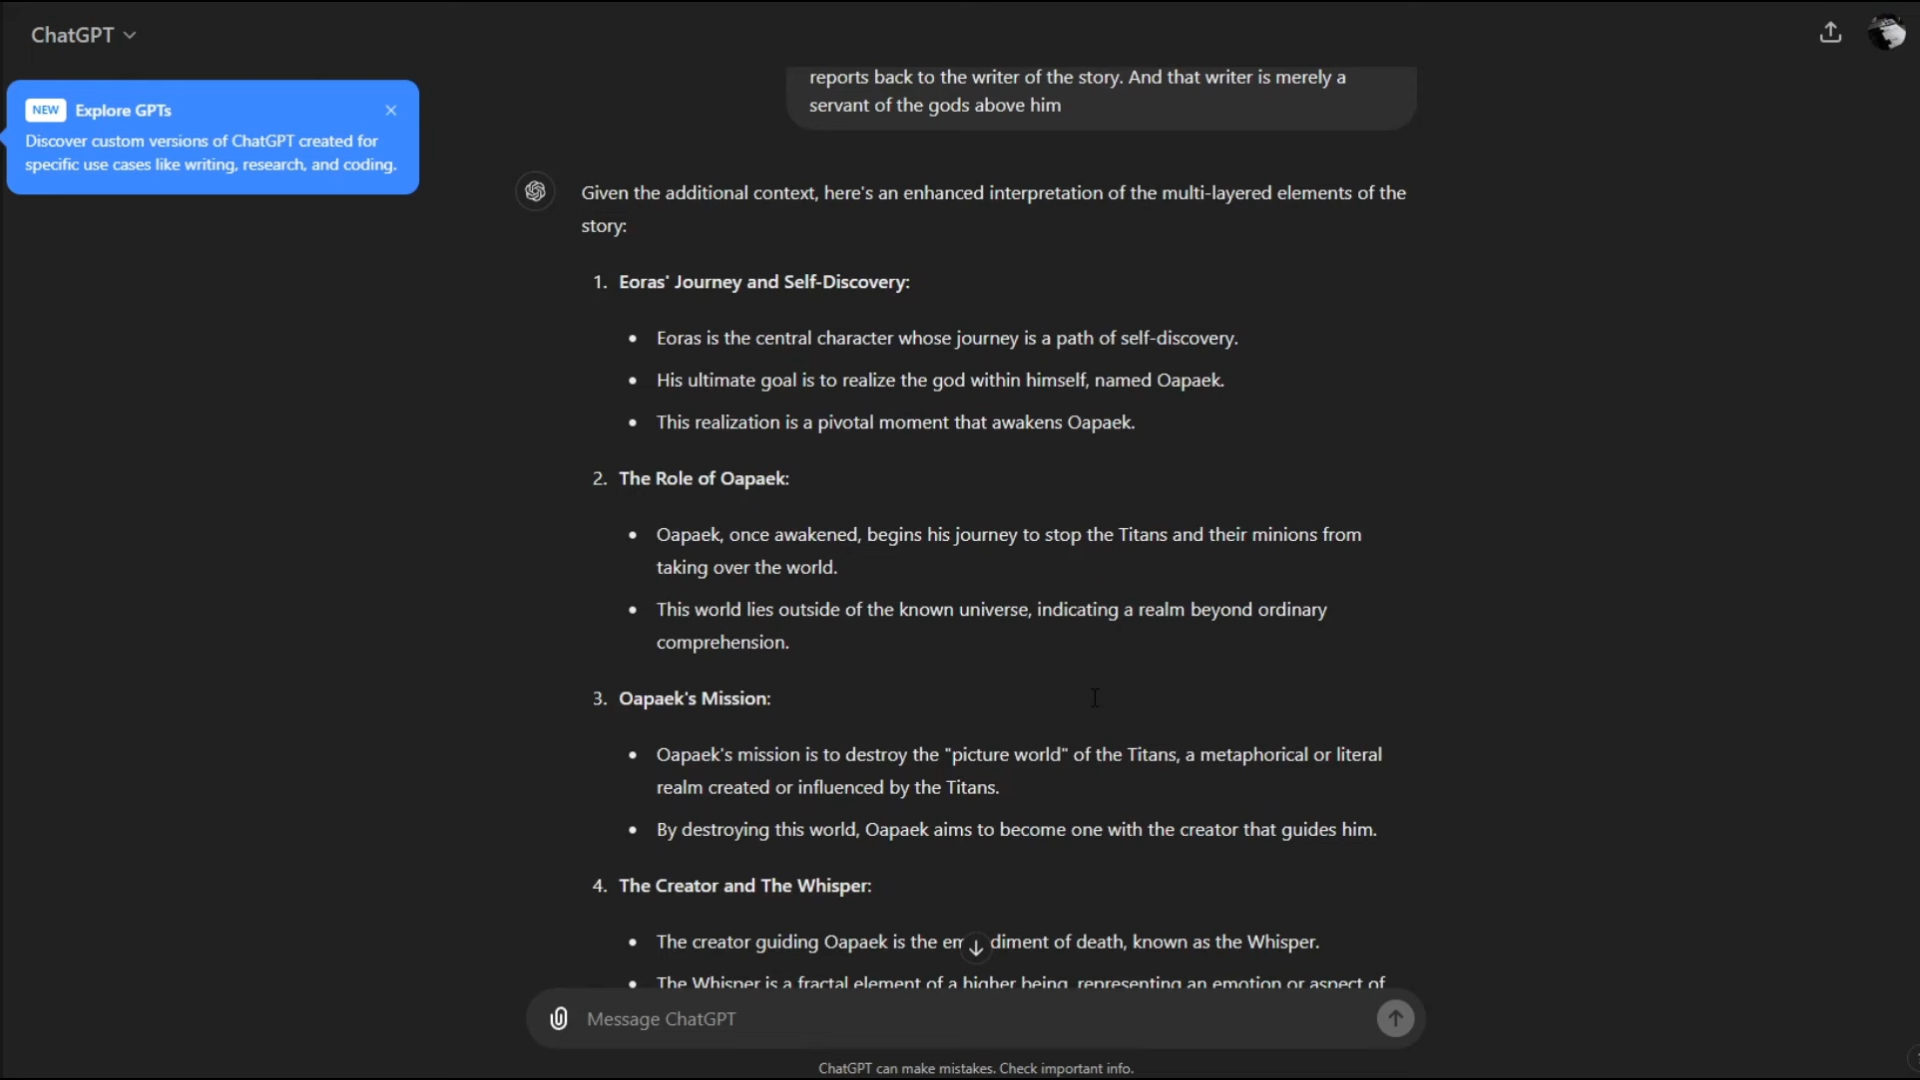 ChatGPT
NEW Explore GPTs
Discover custom versions of ChatGPT created for
specific use cases like writing, research, and coding.
reports back to the writer of the story. And that writer is merely a
servant of the gods above him
Given the additional context, here's an enhanced interpretation of the multi-layered elements of the
story:
1. Eoras' Journey and Self-Discovery:
• Eoras is the central character whose journey is a path of self-discovery.
• His ultimate goal is to realize the god within himself, named Oapaek.
• This realization is a pivotal moment that awakens Oapaek.
2. The Role of Oapaek:
• Oapaek, once awakened, begins his journey to stop the Titans and their minions from
taking over the world.
• This world lies outside of the known universe, indicating a realm beyond ordinary
comprehension.
3. Oapaek's Mission:
• Oapaek's mission is to destroy the "picture world" of the Titans, a metaphorical or literal
realm created or influenced by the Titans.
• By destroying this world, Oapaek aims to become one with the creator that guides him.
4. The Creator and The Whisper:
• The creator guiding Oapaek is the em diment of death, known as the Whisper.
• The Whisper is a fractal element of a higher being, representing an emotion or aspect of
Message ChatGPT
ChatGPT can make mistakes. Check important info.